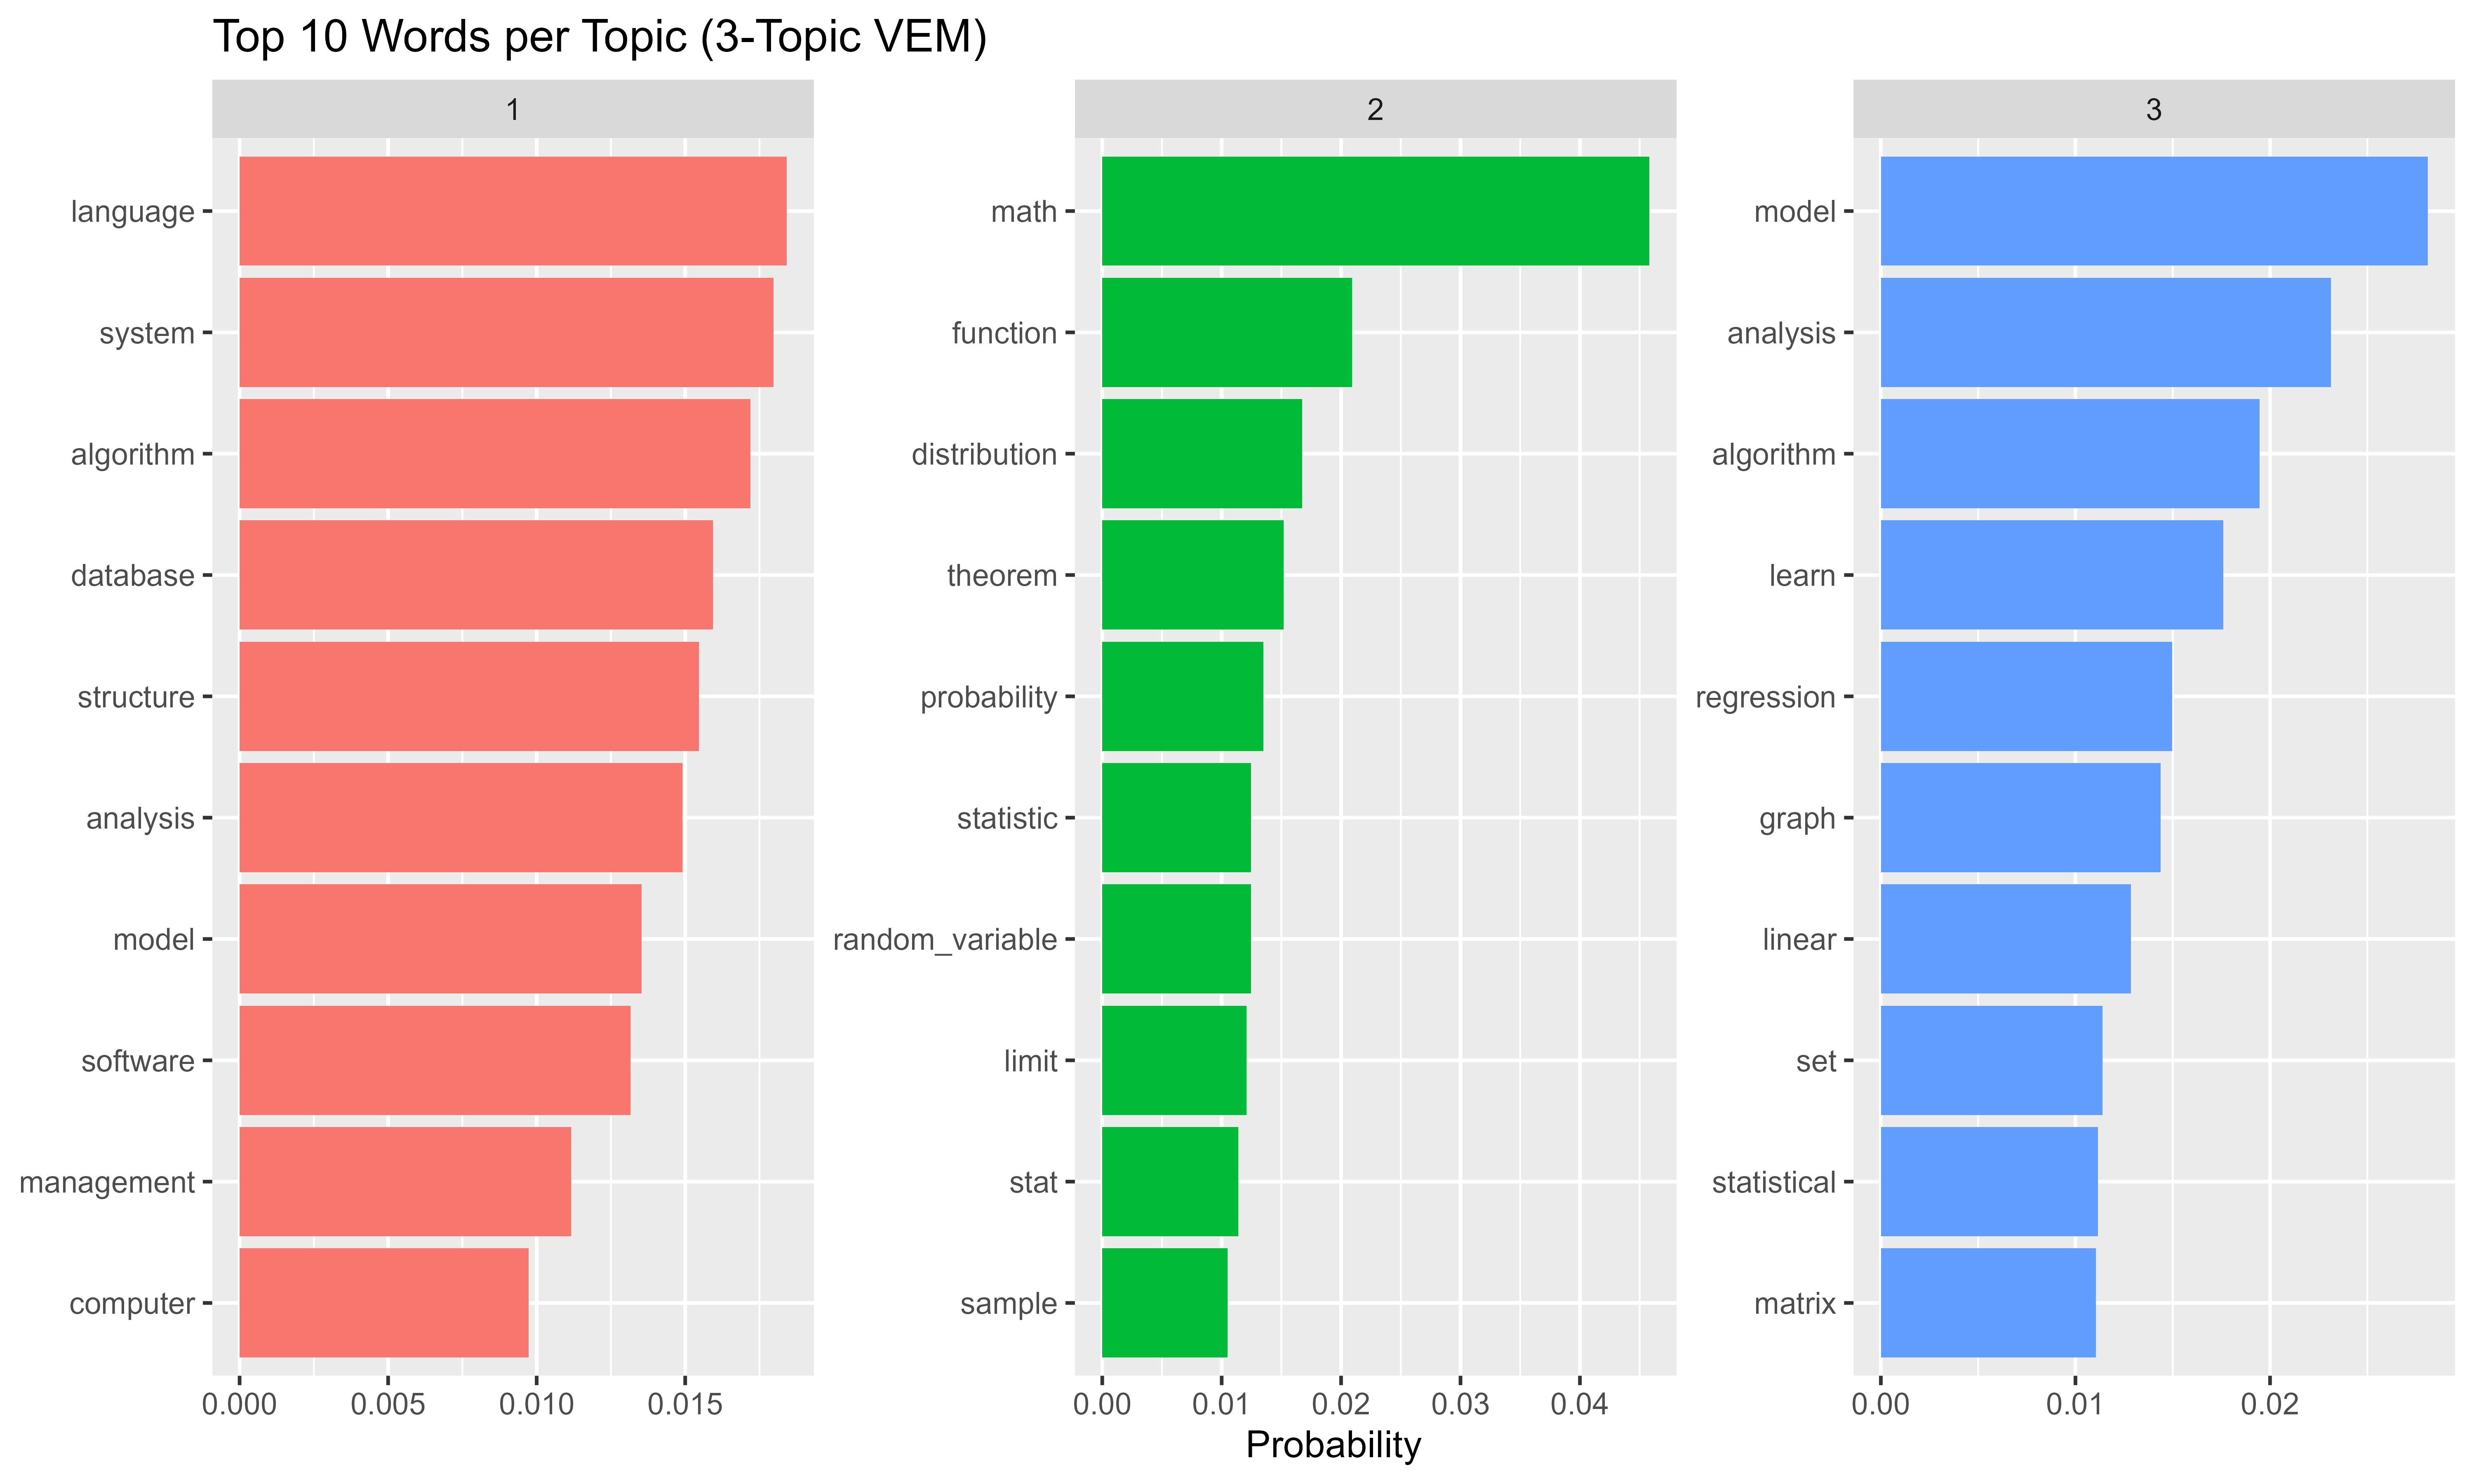 Top 10 Words per Topic (3-Topic VEM)
1
language
system
algorithm
database
structure
analysis
model
software
management
computer
0.000 0.005 0.010 0.015
2
math
function
distribution
theorem
probability
statistic
random_variable
limit
stat
sample
0.00 0.01 0.02 0.03 0.04
3
model
analysis
algorithm
learn
regression
graph
linear
set
statistical
matrix
0.00 0.01 0.02
Probability